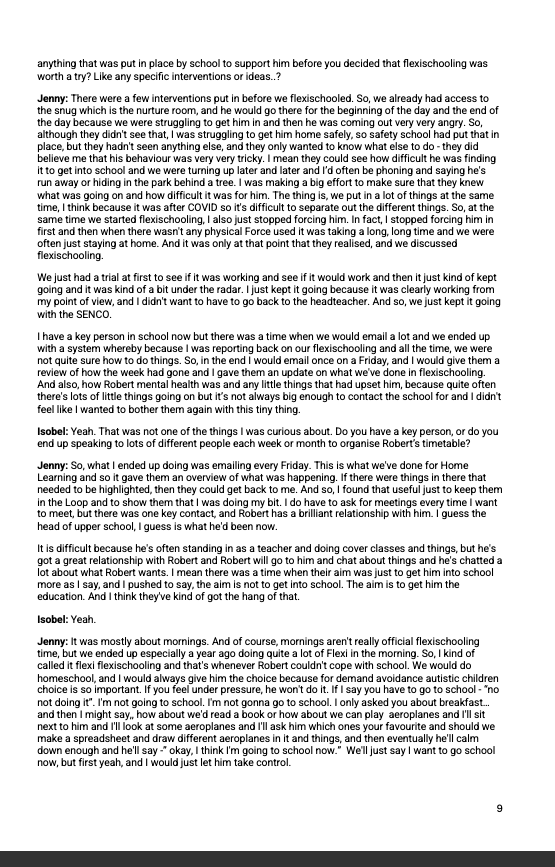 anything that was put in place by school to support him before you decided that flexischooling was
worth a try? Like any specific interventions or ideas..?
Jenny: There were a few interventions put in before we flexischooled. So, we already had access to
the snug which is the nurture room, and he would go there for the beginning of the day and the end of
the day because we were struggling to get him in and then he was coming out very very angry. So,
although they didn't see that, I was struggling to get him home safely, so safety school had put that in
place, but they hadn't seen anything else, and they only wanted to know what else to do - they did
believe me that his behaviour was very very tricky. I mean they could see how difficult he was finding
it to get into school and we were turning up later and later and I'd often be phoning and saying he's
run away or hiding in the park behind a tree. I was making a big effort to make sure that they knew
what was going on and how difficult it was for him. The thing is, we put in a lot of things at the same
time, I think because it was after COVID so it's difficult to separate out the different things. So, at the
same time we started flexischooling, I also just stopped forcing him. In fact, I stopped forcing him in
first and then when there wasn't any physical Force used it was taking a long, long time and we were
often just staying at home. And it was only at that point that they realised, and we discussed
flexischooling.
We just had a trial at first to see if it was working and see if it would work and then it just kind of kept
going and it was kind of a bit under the radar. I just kept it going because it was clearly working from
my point of view, and I didn't want to have to go back to the headteacher. And so, we just kept it going
with the SENCO.
I have a key person in school now but there was a time when we would email a lot and we ended up
with a system whereby because I was reporting back on our flexischooling and all the time, we were
not quite sure how to do things. So, in the end I would email once on a Friday, and I would give them a
review of how the week had gone and I gave them an update on what we've done in flexischooling.
And also, how Robert mental health was and any little things that had upset him, because quite often
there's lots of little things going on but it's not always big enough to contact the school for and I didn't
feel like I wanted to bother them again with this tiny thing.
Isobel: Yeah. That was not one of the things I was curious about. Do you have a key person, or do you
end up speaking to lots of different people each week or month to organise Robert's timetable?
Jenny: So, what I ended up doing was emailing every Friday. This is what we've done for Home
Learning and so it gave them an overview of what was happening. If there were things in there that
needed to be highlighted, then they could get back to me. And so, I found that useful just to keep them
in the Loop and to show them that I was doing my bit. I do have to ask for meetings every time I want
to meet, but there was one key contact, and Robert has a brilliant relationship with him. I guess the
head of upper school, I guess is what he'd been now.
It is difficult because he's often standing in as a teacher and doing cover classes and things, but he's
got a great relationship with Robert and Robert will go to him and chat about things and he's chatted a
lot about what Robert wants. I mean there was a time when their aim was just to get him into school
more as I say, and I pushed to say, the aim is not to get into school. The aim is to get him the
education. And I think they've kind of got the hang of that.
Isobel: Yeah.
Jenny: It was mostly about mornings. And of course, mornings aren't really official flexischooling
time, but we ended up especially a year ago doing quite a lot of Flexi in the morning. So, I kind of
called it flexi flexischooling and that's whenever Robert couldn't cope with school. We would do
homeschool, and I would always give him the choice because for demand avoidance autistic children
choice is so important. If you feel under pressure, he won't do it. If I say you have to go to school - “no
not doing it”. I'm not going to school. I'm not gonna go to school. I only asked you about breakfast...
and then I might say,, how about we'd read a book or how about we can play aeroplanes and I'll sit
next to him and I'll look at some aeroplanes and I'll ask him which ones your favourite and should we
make a spreadsheet and draw different aeroplanes in it and things, and then eventually he'll calm
down enough and he'll say -“ okay, I think I'm going to school now.” We'll just say I want to go school
now, but first yeah, and I would just let him take control.
9